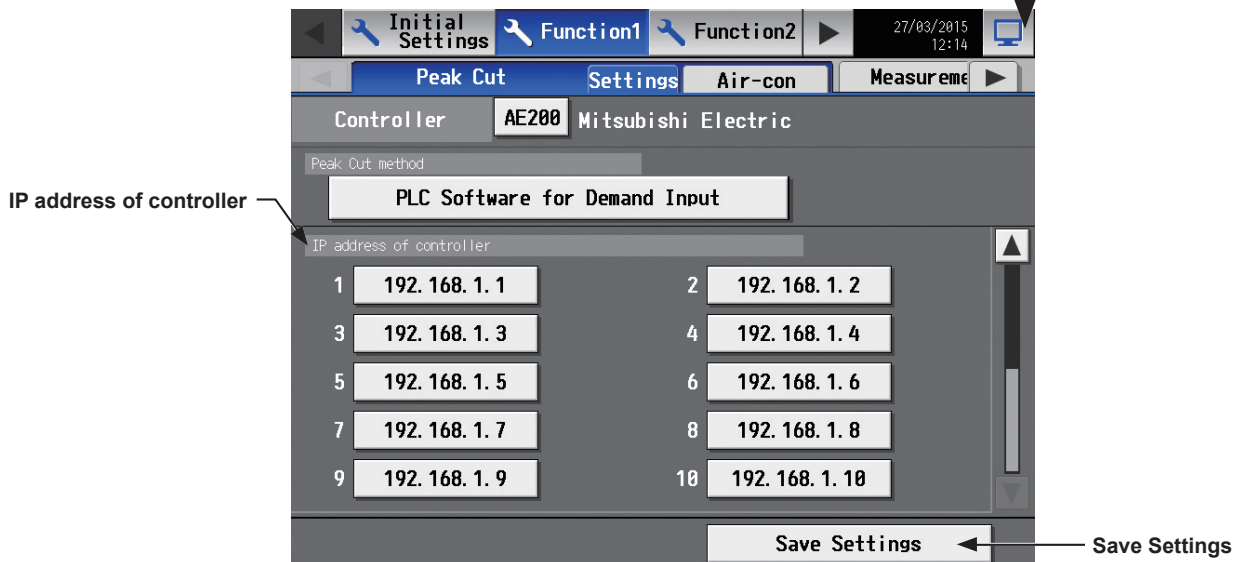 Initial Settings Function1 Function2 27/03/2015 12:14
Peak Cut Settings Air-con Measureme
Controller AE200 Mitsubishi Electric
Peak Cut method
PLC Software for Demand Input
IP address of controller
IP address of controller
1 192.168.1.1 2 192.168.1.2
3 192.168.1.3 4 192.168.1.4
5 192.168.1.5 6 192.168.1.6
7 192.168.1.7 8 192.168.1.8
9 192.168.1.9 10 192.168.1.10
Save Settings Save Settings